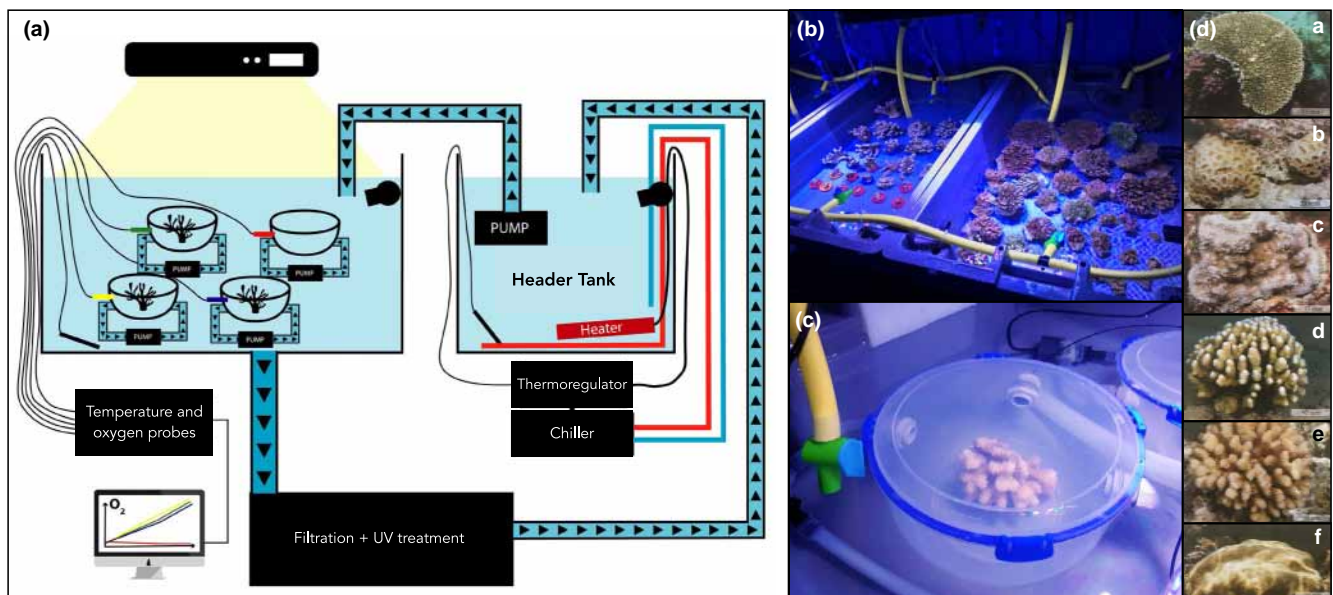 (a)
PUMP
PUMP
PUMP
PUMP
PUMP
Header Tank
Heater
Thermoregulator
Chiller
Temperature and
oxygen probes
O₂
Filtration + UV treatment
(b)
(c)
(d)
a
b
c
d
e
f